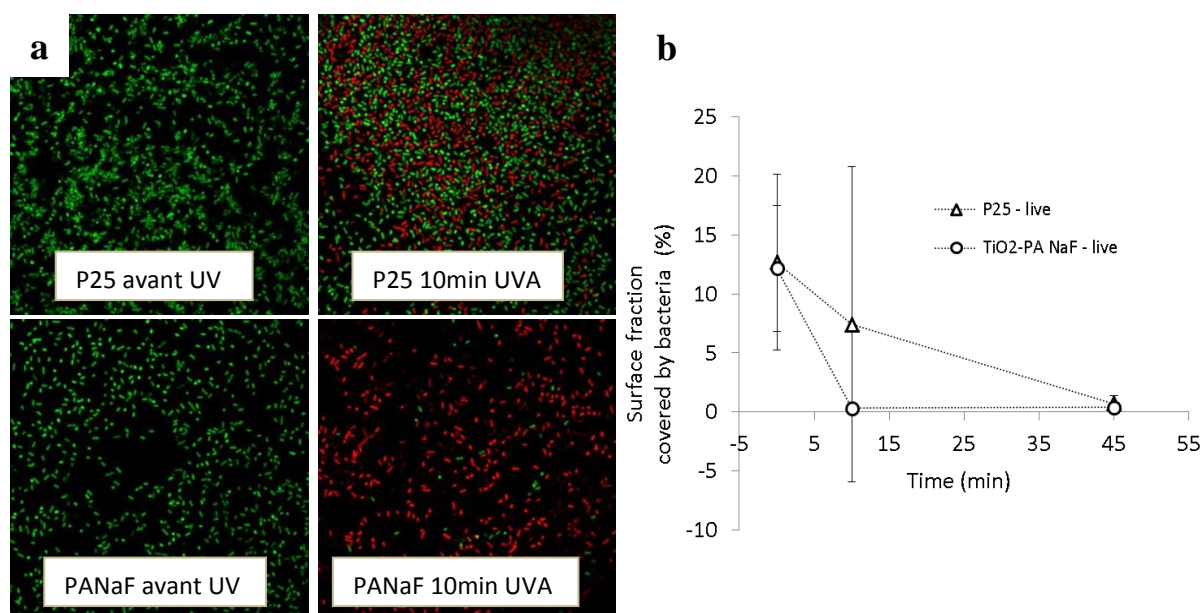 a
P25 avant UV
P25 10min UVA
PANaF avant UV
PANaF 10min UVA
b
Surface fraction
covered by bacteria (%)
25
20
15
10
5
0
-5
-10
-5
5
15
25
35
45
55
Time (min)
P25 - live
TiO2-PA NaF - live